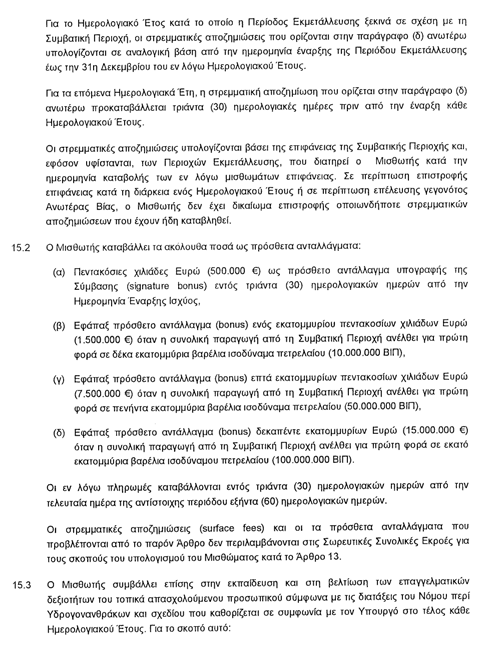 Για το Ημερολογιακό Έτος κατά το οποίο η Περίοδος Εκμετάλλευσης ξεκινά σε σχέση με τη
Συμβατική Περιοχή, οι στρεμματικές αποζημιώσεις που ορίζονται στην παράγραφο (δ) ανωτέρω
υπολογίζονται σε αναλογική βάση από την ημερομηνία έναρξης της Περιόδου Εκμετάλλευσης
έως την 31η Δεκεμβρίου του εν λόγω Ημερολογιακού Έτους.
Για τα επόμενα Ημερολογιακά Έτη, η στρεμματική αποζημίωση που ορίζεται στην παράγραφο (δ)
ανωτέρω προκαταβάλλεται τριάντα (30) ημερολογιακές ημέρες πριν από την έναρξη κάθε
Ημερολογιακού Έτους.
Οι στρεμματικές αποζημιώσεις υπολογίζονται βάσει της επιφάνειας της Συμβατικής Περιοχής και,
εφόσον υφίστανται, των Περιοχών Εκμετάλλευσης, που διατηρεί ο Μισθωτής κατά την
ημερομηνία καταβολής των εν λόγω μισθωμάτων επιφάνειας. Σε περίπτωση επιστροφής
επιφάνειας κατά τη διάρκεια ενός Ημερολογιακού Έτους ή σε περίπτωση επέλευσης γεγονότος
Ανωτέρας Βίας, ο Μισθωτής δεν έχει δικαίωμα επιστροφής οποιωνδήποτε στρεμματικών
αποζημιώσεων που έχουν ήδη καταβληθεί.
15.2 Ο Μισθωτής καταβάλλει τα ακόλουθα ποσά ως πρόσθετα ανταλλάγματα:
(α) Πεντακόσιες χιλιάδες Ευρώ (500.000 €) ως πρόσθετο αντάλλαγμα υπογραφής της
Σύμβασης (signature bonus) εντός τριάντα (30) ημερολογιακών ημερών από την
Ημερομηνία Έναρξης Ισχύος,
(β) Εφάπαξ πρόσθετο αντάλλαγμα (bonus) ενός εκατομμυρίου πεντακοσίων χιλιάδων Ευρώ
(1.500.000 €) όταν η συνολική παραγωγή από τη Συμβατική Περιοχή ανέλθει για πρώτη
φορά σε δέκα εκατομμύρια βαρέλια ισοδύναμα πετρελαίου (10.000.000 ΒΙΠ),
(γ) Εφάπαξ πρόσθετο αντάλλαγμα (bonus) επτά εκατομμυρίων πεντακοσίων χιλιάδων Ευρώ
(7.500.000 €) όταν η συνολική παραγωγή από τη Συμβατική Περιοχή ανέλθει για πρώτη
φορά σε πενήντα εκατομμύρια βαρέλια ισοδύναμα πετρελαίου (50.000.000 ΒΙΠ),
(δ) Εφάπαξ πρόσθετο αντάλλαγμα (bonus) δεκαπέντε εκατομμυρίων Ευρώ (15.000.000 €)
όταν η συνολική παραγωγή από τη Συμβατική Περιοχή ανέλθει για πρώτη φορά σε εκατό
εκατομμύρια βαρέλια ισοδύναμου πετρελαίου (100.000.000 ΒΙΠ).
Οι εν λόγω πληρωμές καταβάλλονται εντός τριάντα (30) ημερολογιακών ημερών από την
τελευταία ημέρα της αντίστοιχης περιόδου εξήντα (60) ημερολογιακών ημερών.
Οι στρεμματικές αποζημιώσεις (surface fees) και οι τα πρόσθετα ανταλλάγματα που
προβλέπονται από το παρόν Άρθρο δεν περιλαμβάνονται στις Σωρευτικές Συνολικές Εκροές για
τους σκοπούς του υπολογισμού του Μισθώματος κατά το Άρθρο 13.
15.3 Ο Μισθωτής συμβάλλει επίσης στην εκπαίδευση και στη βελτίωση των επαγγελματικών
δεξιοτήτων του τοπικά απασχολούμενου προσωπικού σύμφωνα με τις διατάξεις του Νόμου περί
Υδρογονανθράκων και σχεδίου που καθορίζεται σε συμφωνία με τον Υπουργό στο τέλος κάθε
Ημερολογιακού Έτους. Για το σκοπό αυτό: